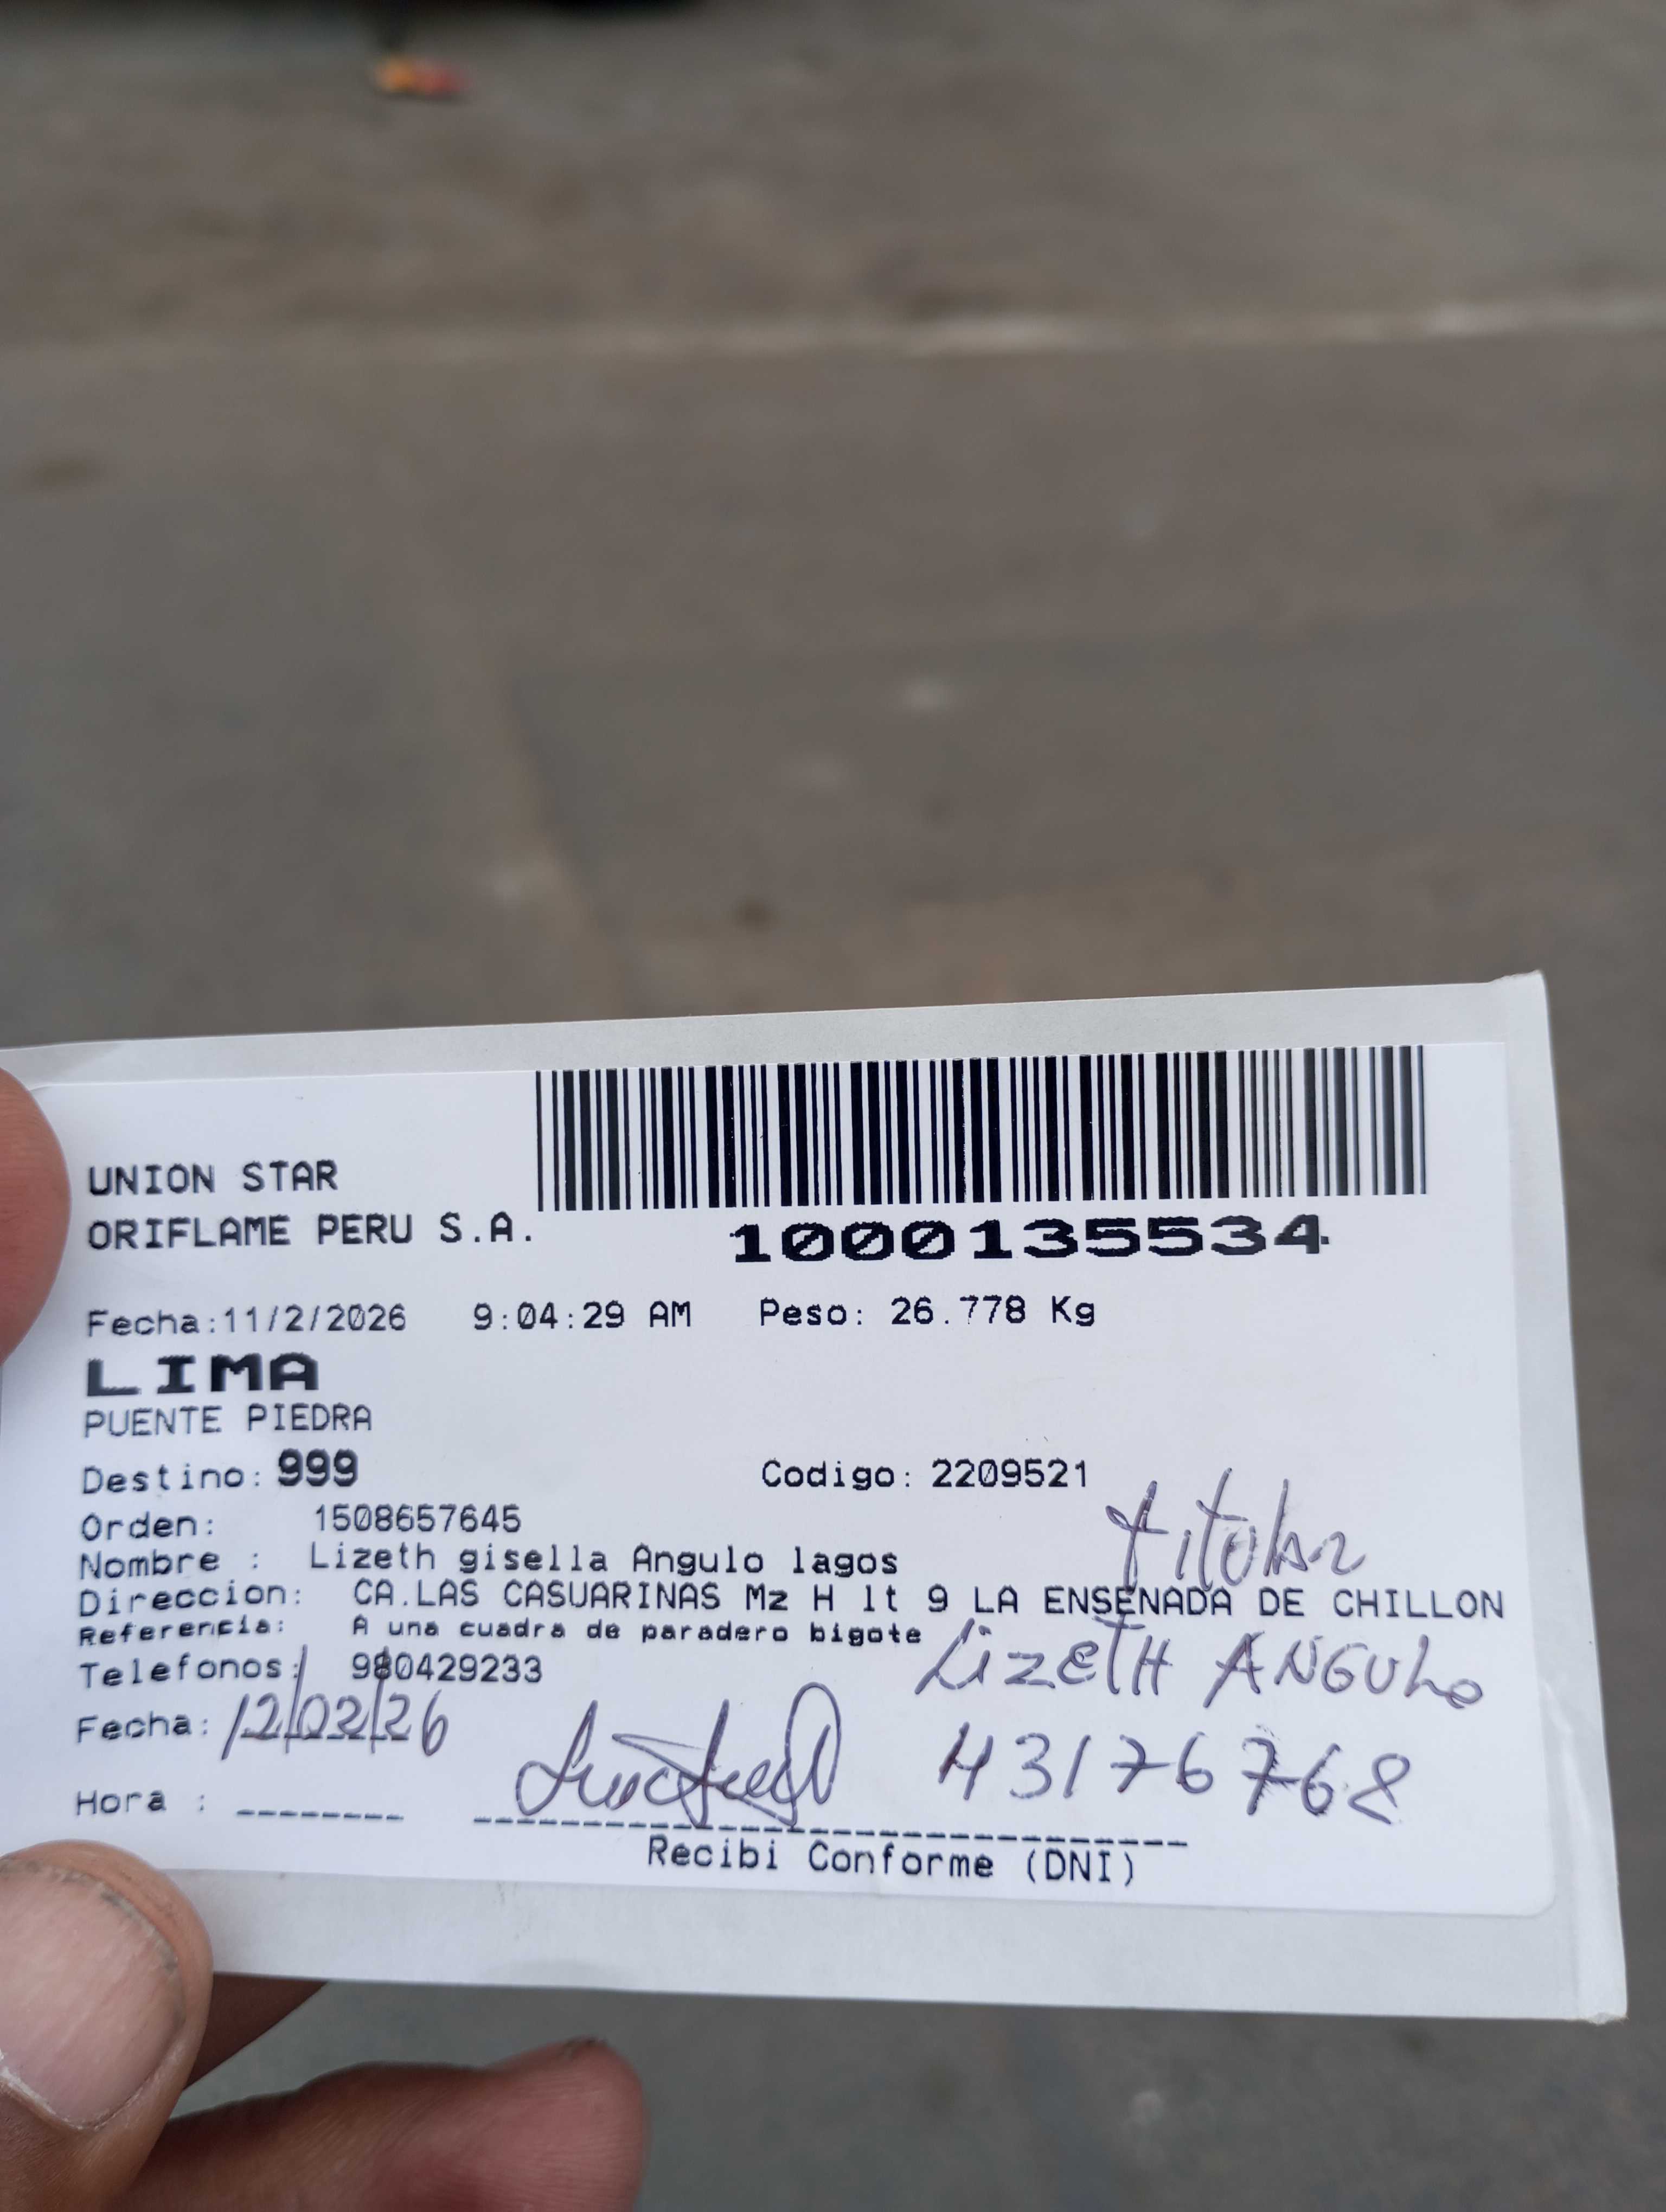 UNION STAR
ORIFLAME PERU S.A.
1000135534
Fecha:11/2/2026 9:04:29 AM Peso: 26.778 Kg
LIMA
PUENTE PIEDRA
Destino: 999 Codigo: 2209521
Orden: 1508657645
titular
Nombre : Lizeth gisella Angulo lagos
Direccion: CA.LAS CASUARINAS Mz H lt 9 LA ENSENADA DE CHILLON
Referencia: A una cuadra de paradero bigote
LizeTH ANGULo
Telefonos: 980429233
Fecha: 12/02/26
43176768
Hora :
Recibi Conforme (DNI)